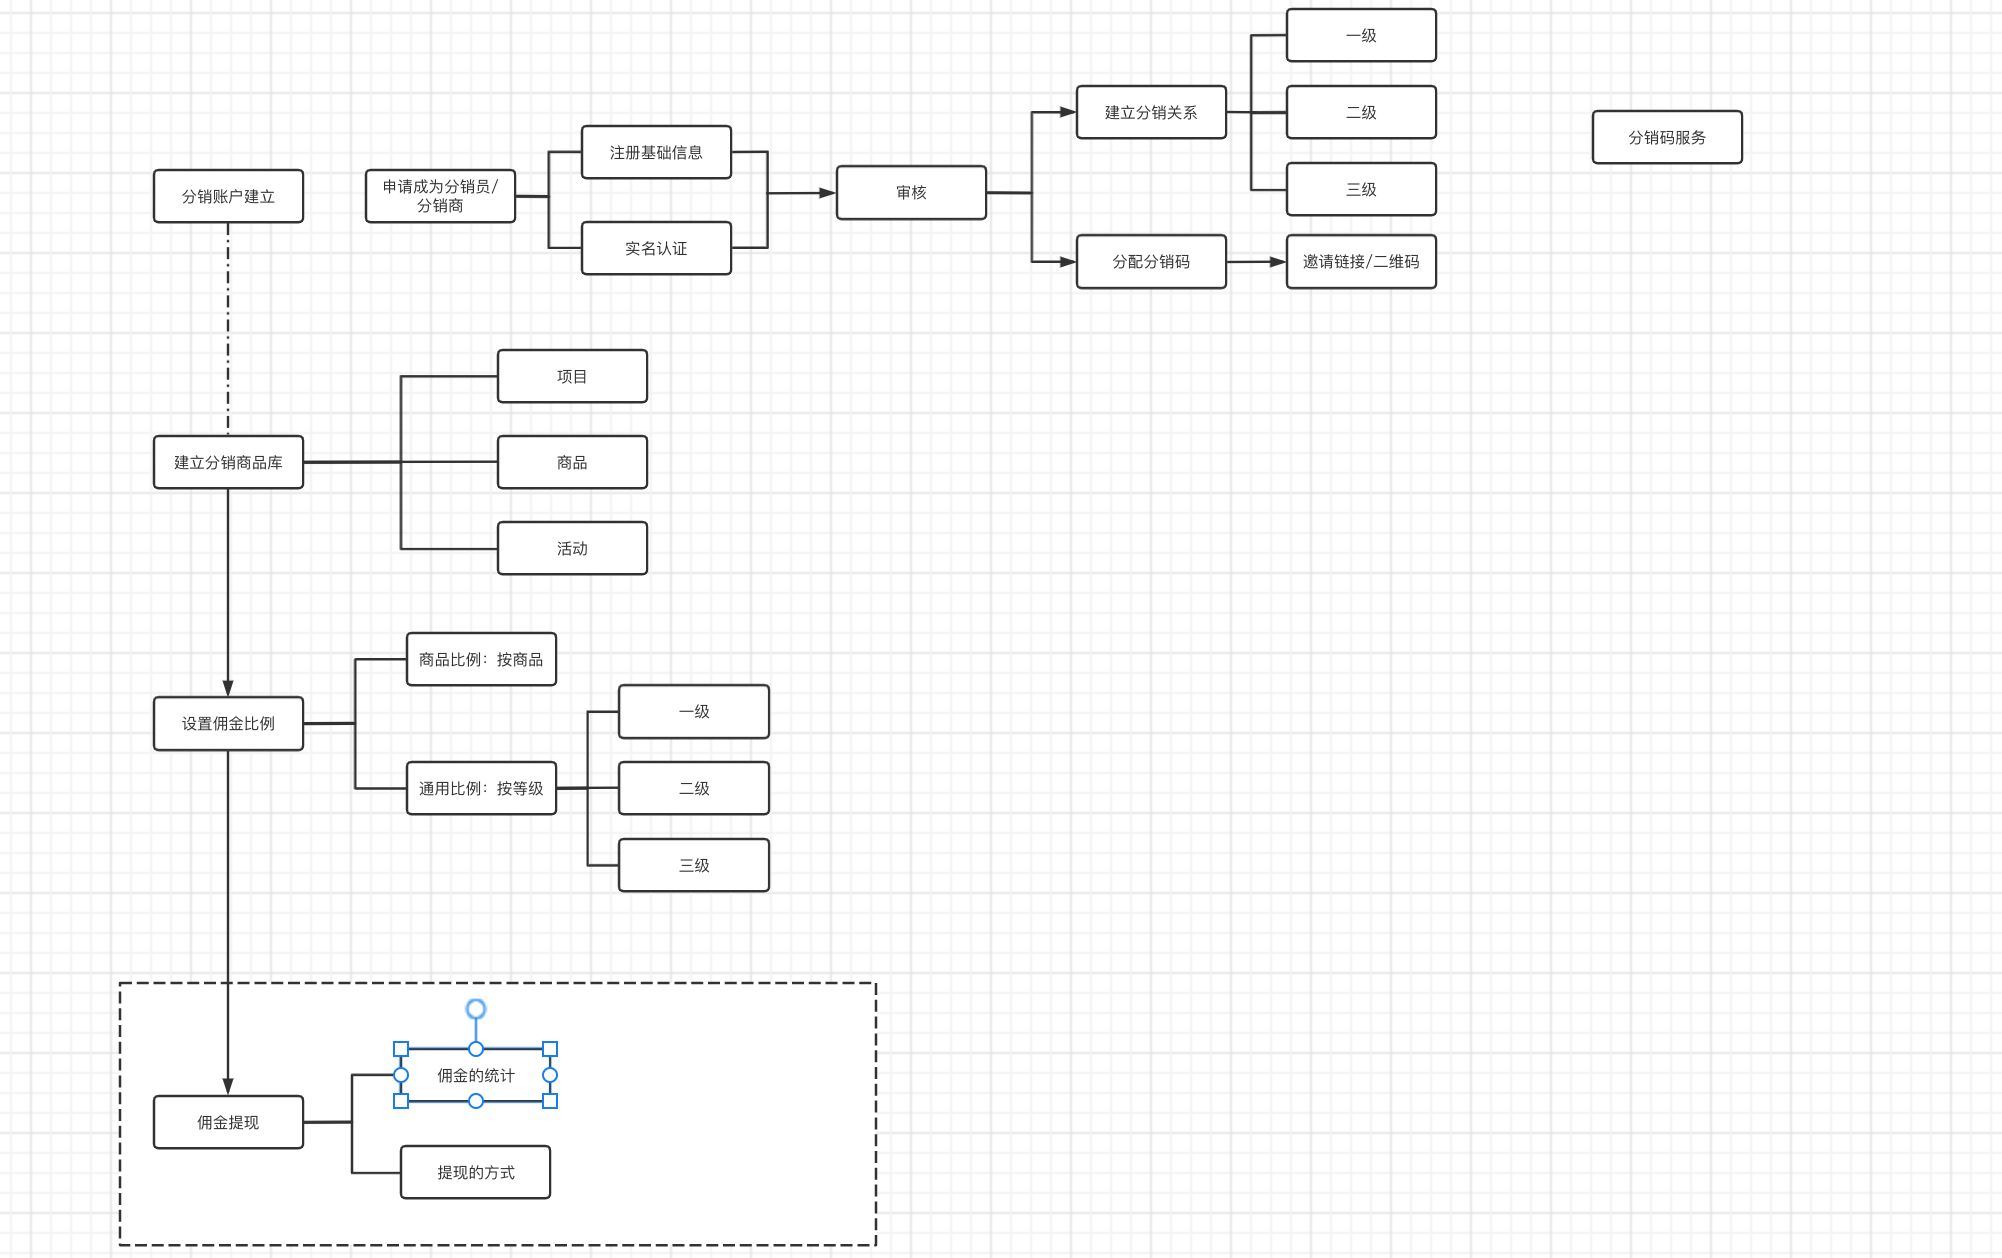 一级
建立分销关系
二级
分销码服务
注册基础信息
三级
分销账户建立
申请成为分销员/
分销商
审核
实名认证
分配分销码
邀请链接/二维码
项目
建立分销商品库
商品
活动
商品比例：按商品
设置佣金比例
一级
通用比例：按等级
二级
三级
佣金的统计
佣金提现
提现的方式